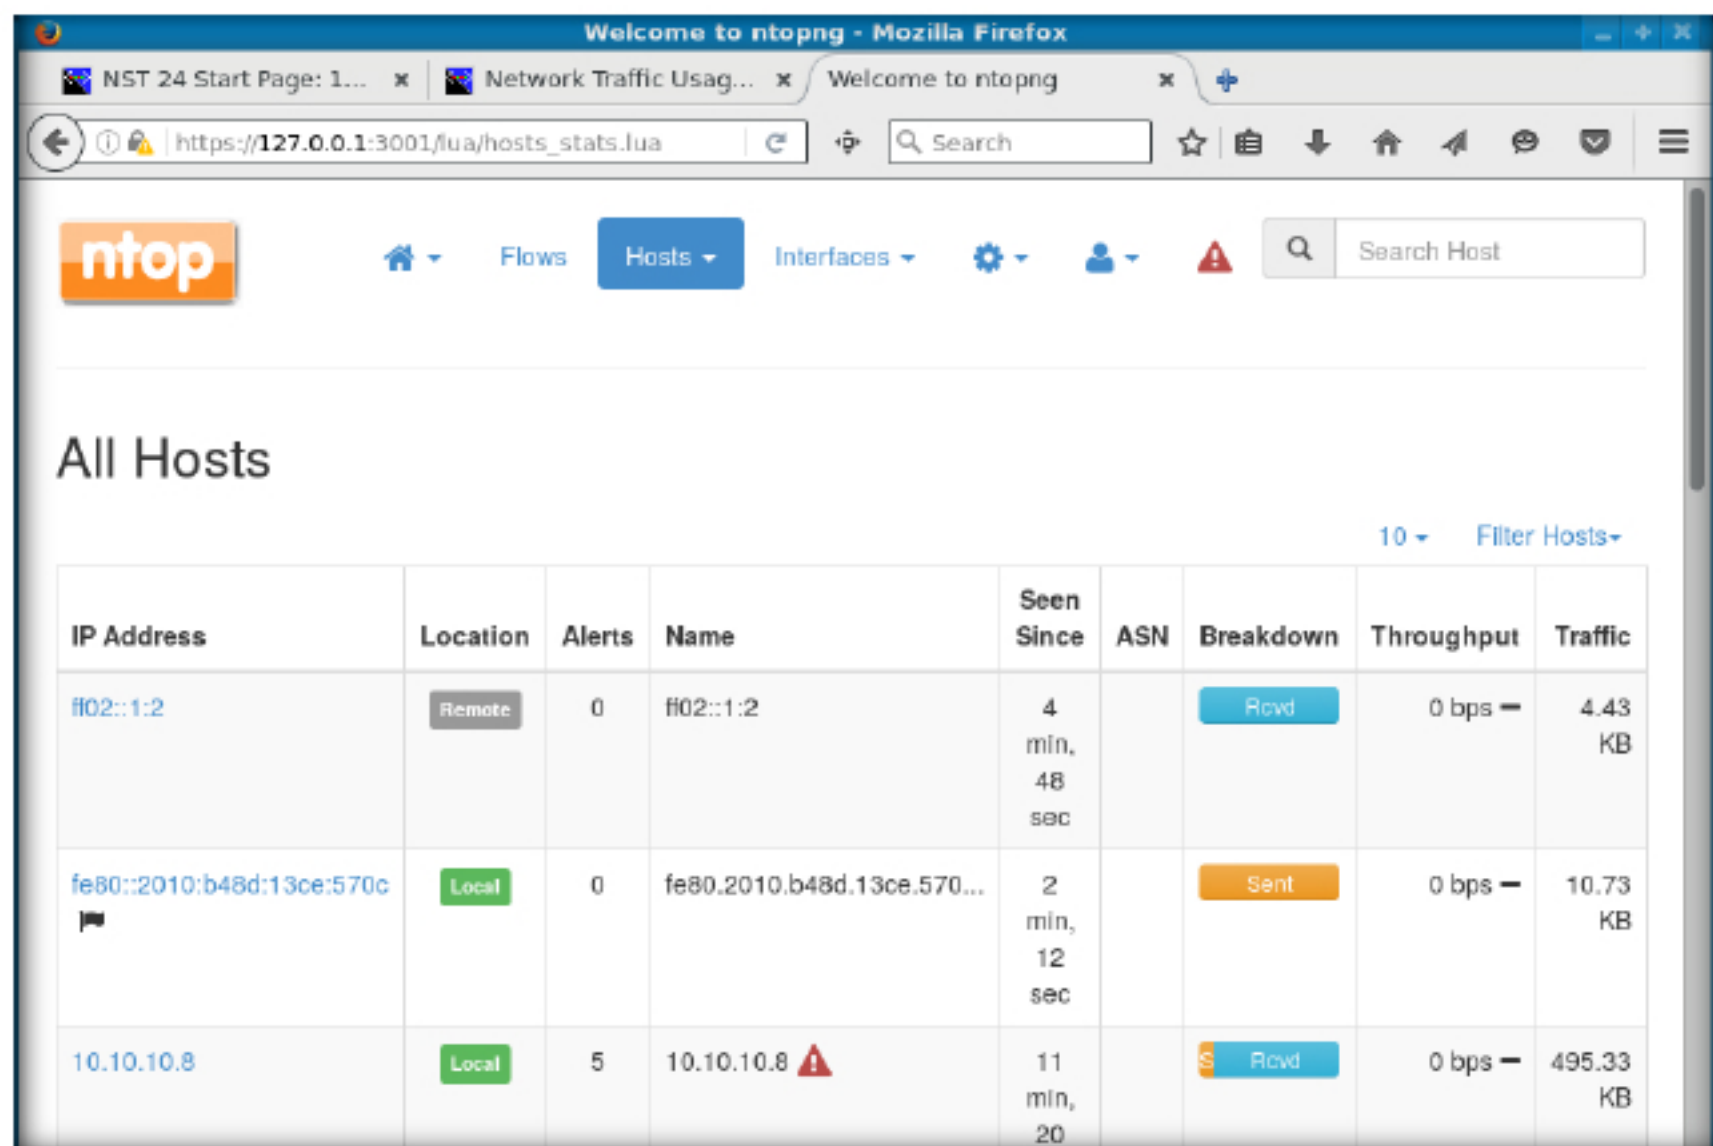 Welcome to ntopng - Mozilla Firefox
NST 24 Start Page: 1... Network Traffic Usag... Welcome to ntopng
https://127.0.0.1:3001/lua/hosts_stats.lua Search
ntop Flows Hosts Interfaces Search Host
All Hosts
10 Filter Hosts
IP Address Location Alerts Name Seen Since ASN Breakdown Throughput Traffic
ff02::1:2 Remote 0 ff02::1:2 4 Rcvd 0 bps 4.43
min, KB
48
sec
fe80::2010:b48d:13ce:570c Local 0 fe80.2010.b48d.13ce.570... 2 Sent 0 bps 10.73
min, KB
12
sec
10.10.10.8 Local 5 10.10.10.8 11 S Rcvd 0 bps 495.33
min, KB
20